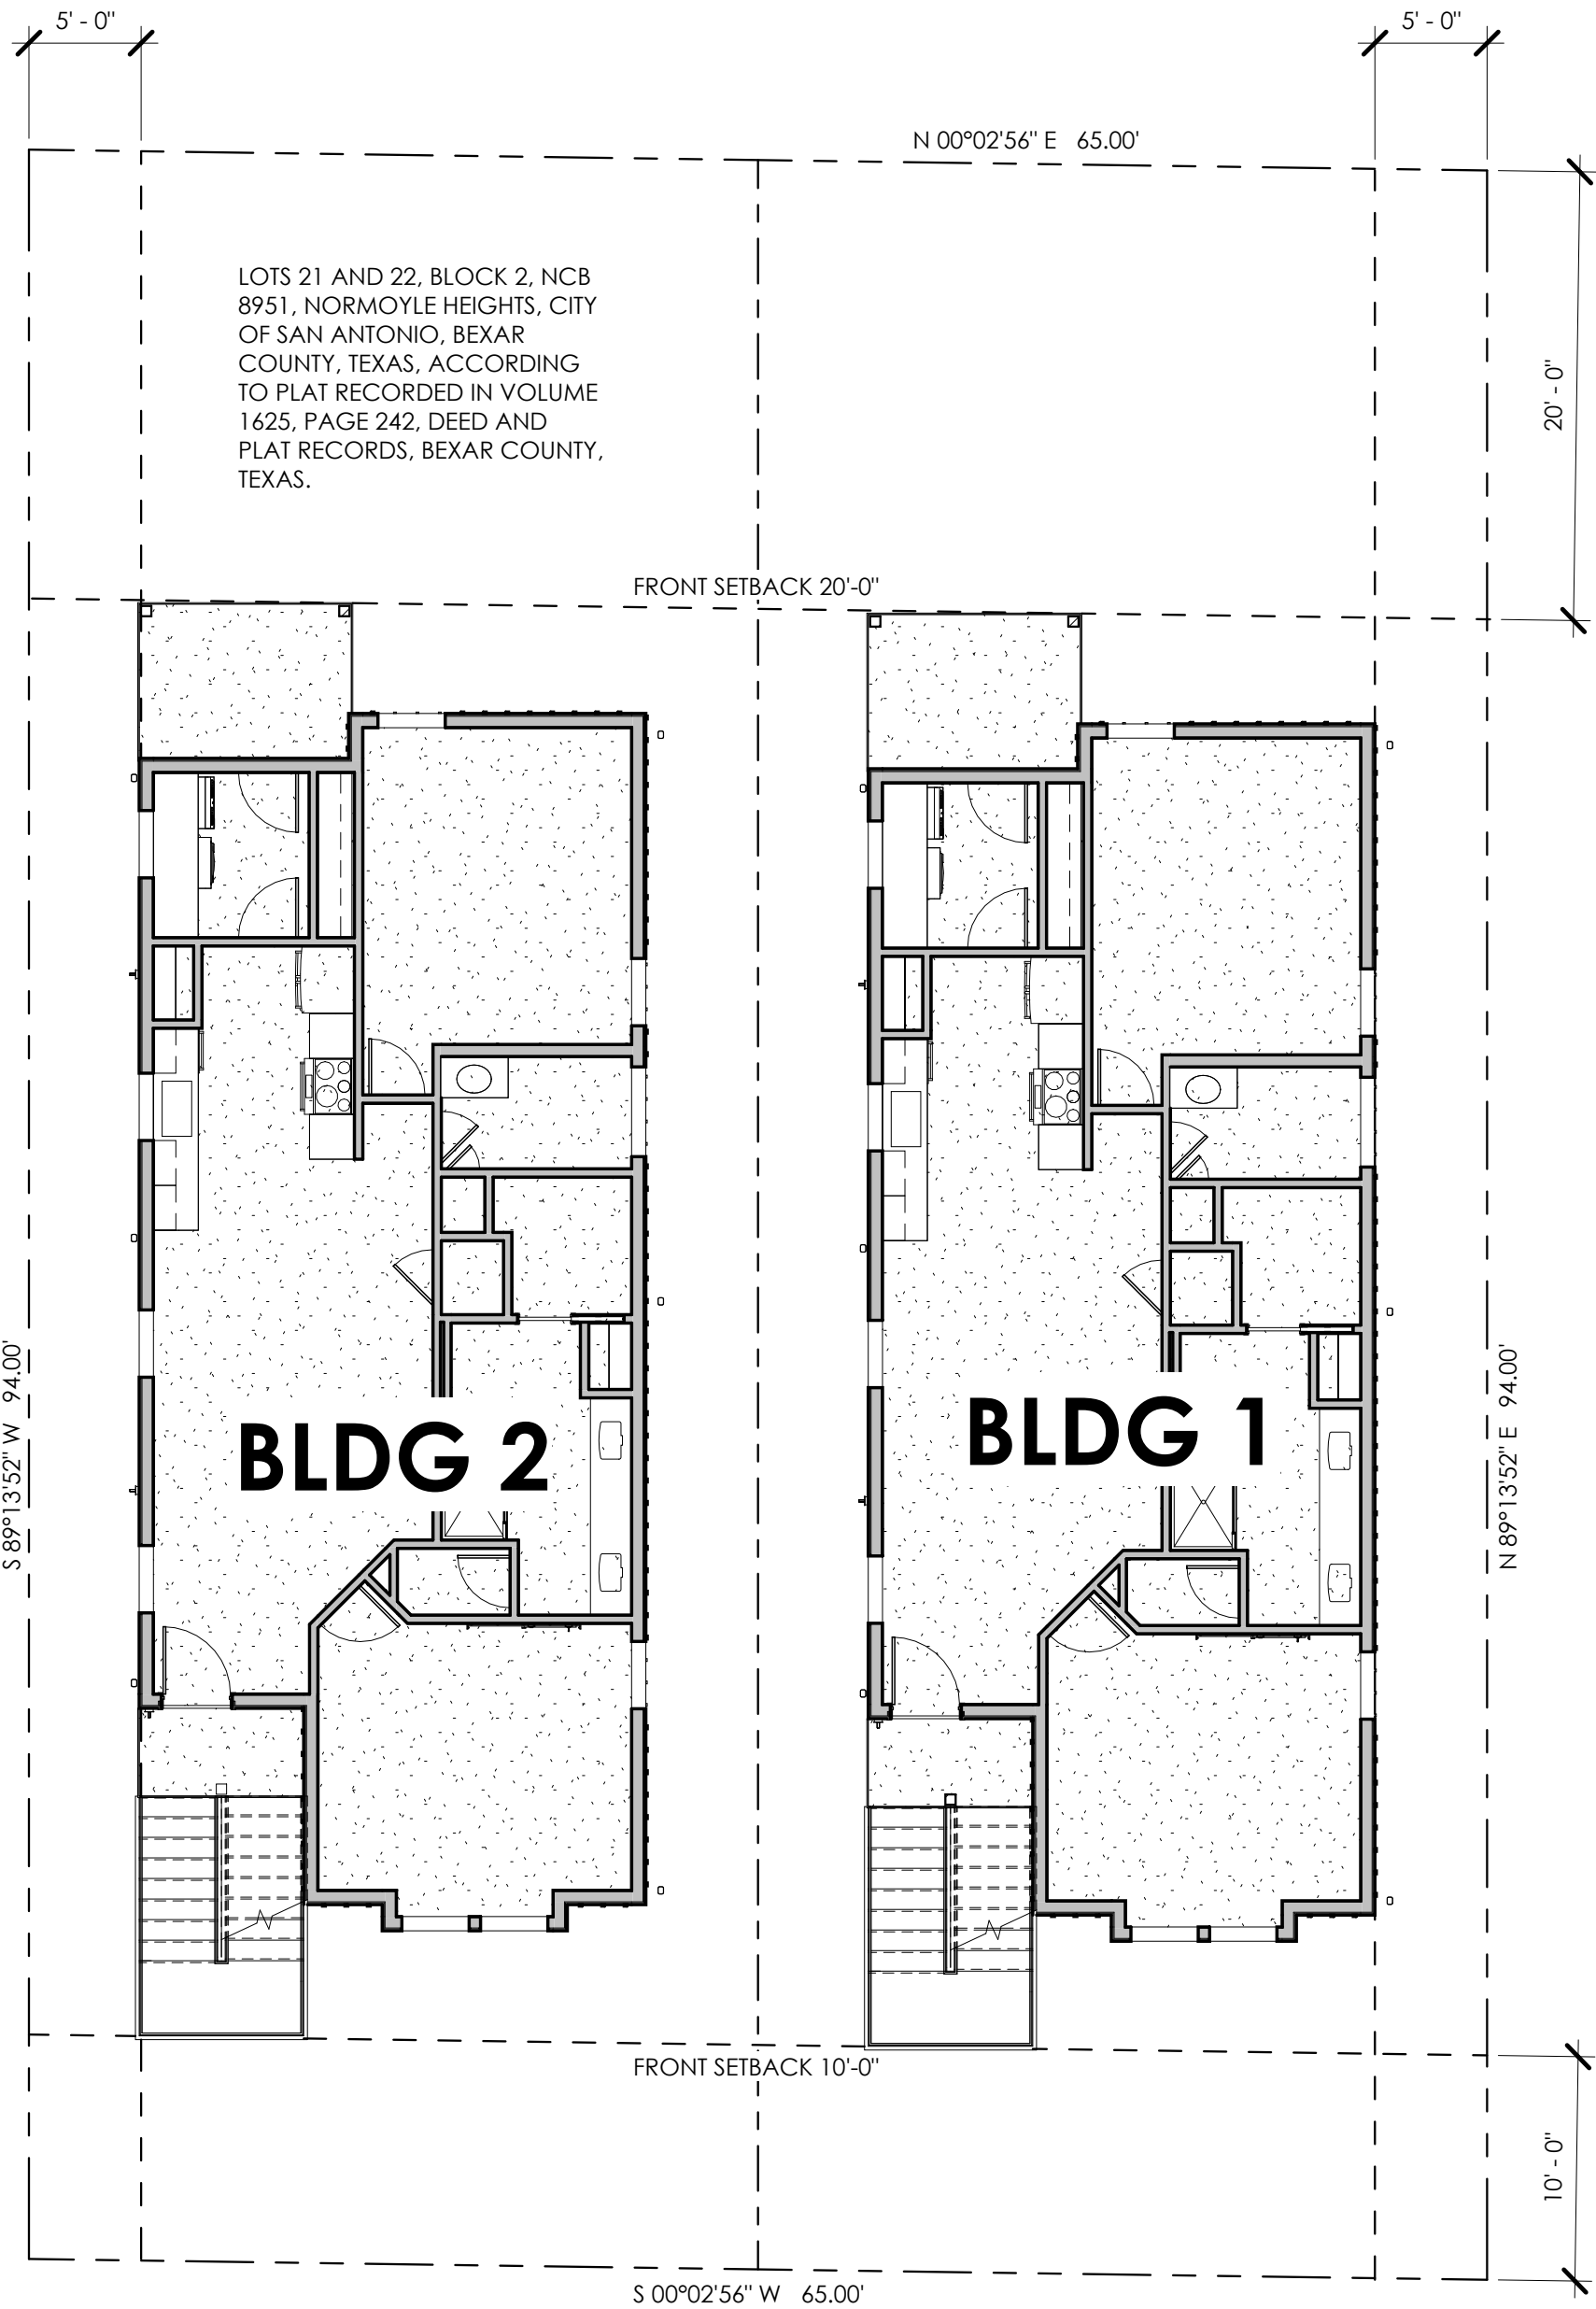 5' - 0"
5' - 0"
N 00°02'56" E 65.00'
LOTS 21 AND 22, BLOCK 2, NCB
8951, NORMOYLE HEIGHTS, CITY
OF SAN ANTONIO, BEXAR
COUNTY, TEXAS, ACCORDING
TO PLAT RECORDED IN VOLUME
1625, PAGE 242, DEED AND
PLAT RECORDS, BEXAR COUNTY,
TEXAS.
20' - 0"
FRONT SETBACK 20'-0"
S 89°13'52" W 94.00'
BLDG 2
BLDG 1
N 89°13'52" E 94.00'
FRONT SETBACK 10'-0"
10' - 0"
S 00°02'56" W 65.00'